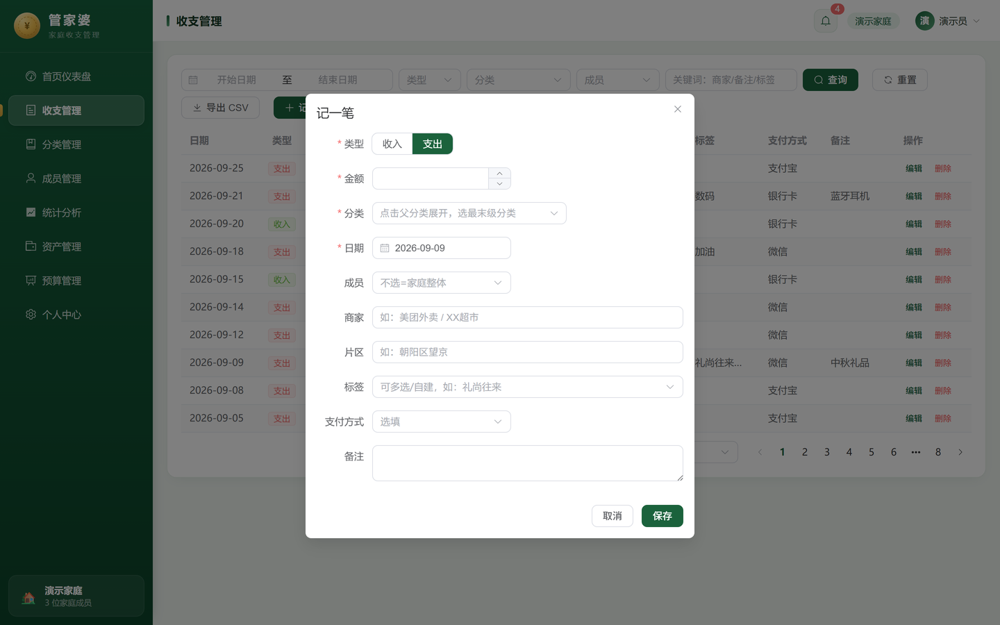 管家婆
家庭收支管理
首页仪表盘
收支管理
分类管理
成员管理
统计分析
资产管理
预算管理
个人中心
演示家庭
3 位家庭成员
收支管理
4
演示家庭
演
演示员
开始日期 至 结束日期
类型
分类
成员
关键词：商家/备注/标签
查询
重置
导出 CSV
日期 类型 标签 支付方式 备注 操作
2026-09-25 支出 支付宝 编辑 删除
2026-09-21 支出 数码 银行卡 蓝牙耳机 编辑 删除
2026-09-20 收入 银行卡 编辑 删除
2026-09-18 支出 加油 微信 编辑 删除
2026-09-15 收入 银行卡 编辑 删除
2026-09-14 支出 微信 编辑 删除
2026-09-12 支出 微信 编辑 删除
2026-09-09 支出 礼尚往来... 微信 中秋礼品 编辑 删除
2026-09-08 支出 支付宝 编辑 删除
2026-09-05 支出 支付宝 编辑 删除
1 2 3 4 5 6 ••• 8
记一笔
* 类型 收入 支出
* 金额
* 分类 点击父分类展开，选最末级分类
* 日期 2026-09-09
成员 不选=家庭整体
商家 如：美团外卖 / XX超市
片区 如：朝阳区望京
标签 可多选/自建，如：礼尚往来
支付方式 选填
备注
取消 保存